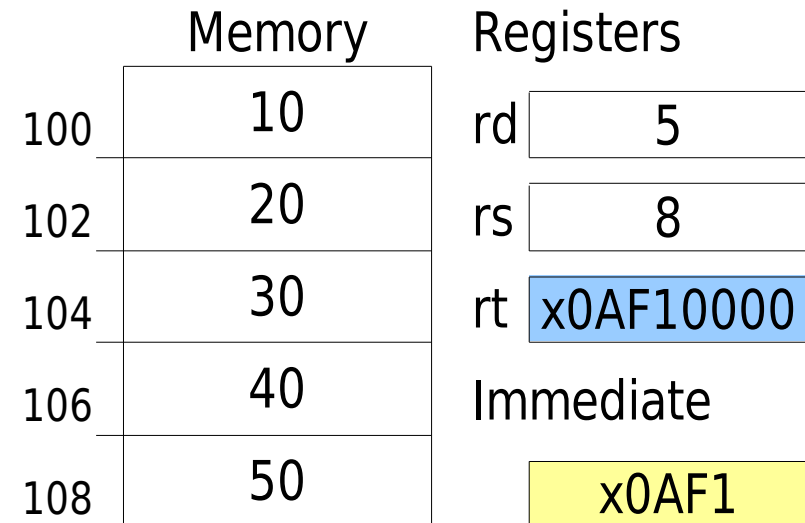 Memory
Registers
100 10
102 20
104 30
106 40
108 50
rd 5
rs 8
rt x0AF10000
Immediate
x0AF1